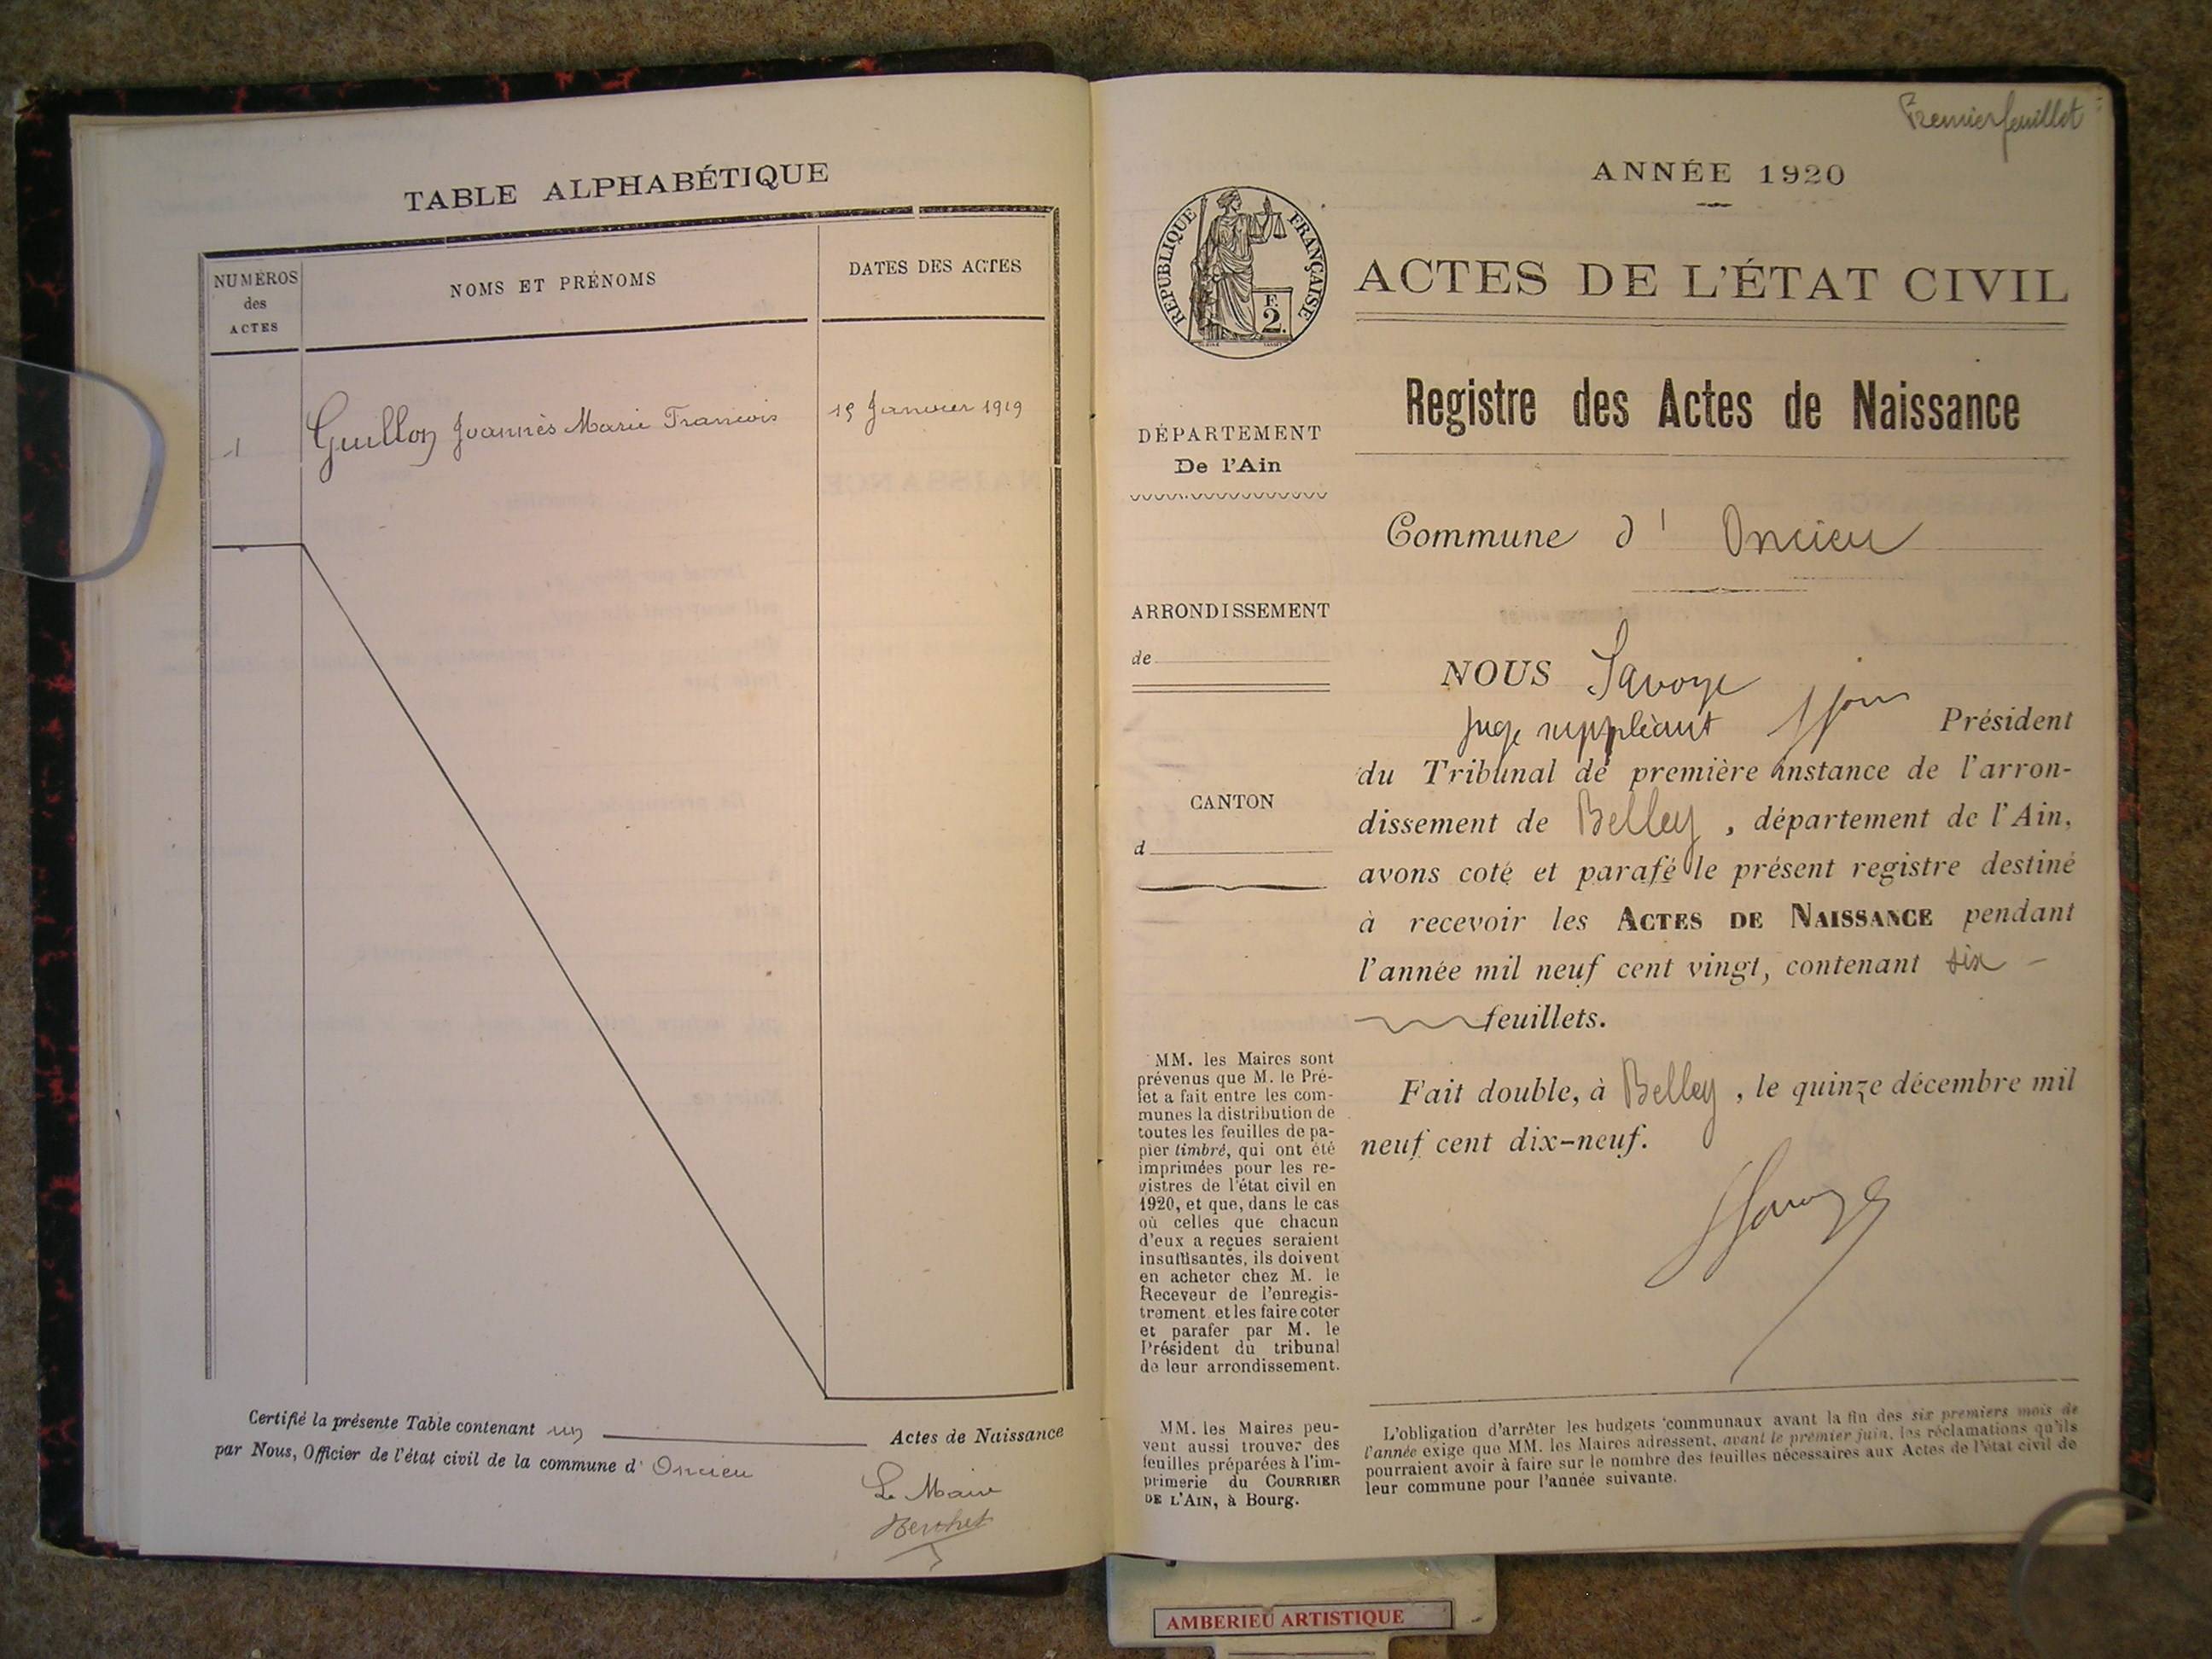 TABLE ALPHABÉTIQUE
NUMÉROS
des
ACTES
NOMS ET PRÉNOMS
DATES DES ACTES
1
Guillon Joannès Marie Francois
15 Janvier 1919
Certifié la présente Table contenant un Actes de Naissance
par Nous, Officier de l'état civil de la commune d' Oncieu
Le Maire
Berthet
Premier feuillet
ANNÉE 1920
RÉPUBLIQUE FRANÇAISE
F.
2.
ACTES DE L'ÉTAT CIVIL
Registre des Actes de Naissance
DÉPARTEMENT
De l'Ain
Commune d' Oncieu
ARRONDISSEMENT
de
CANTON
d
NOUS Savoye
Juge suppléant Président
du Tribunal de première instance de l'arron-
dissement de Belley, département de l'Ain,
avons coté et parafé le présent registre destiné
à recevoir les ACTES DE NAISSANCE pendant
l'année mil neuf cent vingt, contenant six
feuillets.
Fait double, à Belley, le quinze décembre mil
neuf cent dix-neuf.
Savoye
MM. les Maires sont
prévenus que M. le Pré-
fet a fait entre les com-
munes la distribution de
toutes les feuilles de pa-
pier timbré, qui ont été
imprimées pour les re-
gistres de l'état civil en
1920, et que, dans le cas
où celles que chacun
d'eux a reçues seraient
insuffisantes, ils doivent
en acheter chez M. le
Receveur de l'enregis-
trement et les faire coter
et parafer par M. le
Président du tribunal
de leur arrondissement.
MM. les Maires peu-
vent aussi trouver des
feuilles préparées à l'im-
primerie du COURRIER
DE L'AIN, à Bourg.
L'obligation d'arrêter les budgets communaux avant la fin des six premiers mois de
l'année exige que MM. les Maires adressent, avant le premier juin, les réclamations qu'ils
pourraient avoir à faire sur le nombre des feuilles nécessaires aux Actes de l'état civil de
leur commune pour l'année suivante.
AMBERIEU ARTISTIQUE